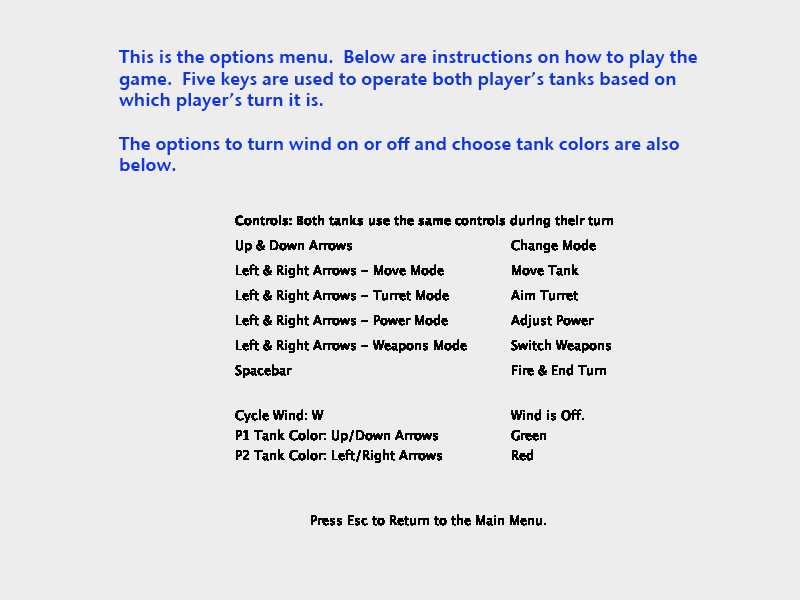 This is the options menu.  Below are instructions on how to play the
game.  Five keys are used to operate both player's tanks based on
which player's turn it is.
The options to turn wind on or off and choose tank colors are also
below.
Controls: Both tanks use the same controls during their turn
Up & Down Arrows Change Mode
Left & Right Arrows – Move Mode Move Tank
Left & Right Arrows – Turret Mode Aim Turret
Left & Right Arrows – Power Mode Adjust Power
Left & Right Arrows – Weapons Mode Switch Weapons
Spacebar Fire & End Turn
Cycle Wind: W Wind is Off.
P1 Tank Color: Up/Down Arrows Green
P2 Tank Color: Left/Right Arrows Red
Press Esc to Return to the Main Menu.